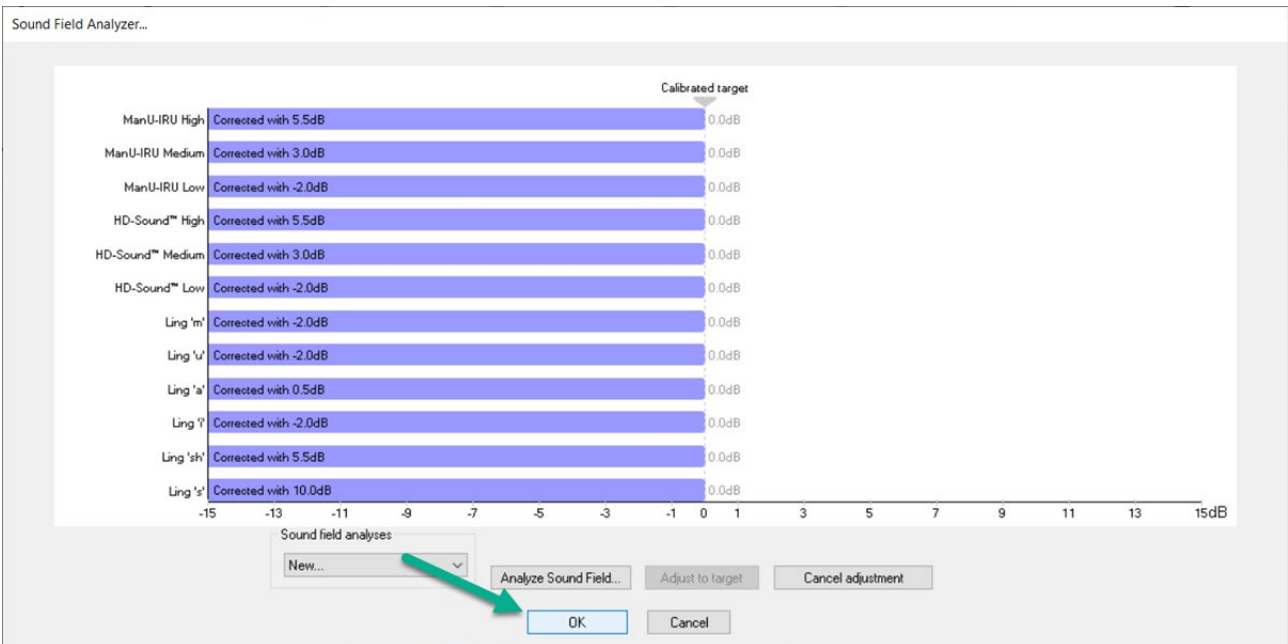 Sound Field Analyzer...
Calibrated target
ManU-IRU High Corrected with 5.5dB 0.0dB
ManU-IRU Medium Corrected with 3.0dB 0.0dB
ManU-IRU Low Corrected with -2.0dB 0.0dB
HD-Sound™ High Corrected with 5.5dB 0.0dB
HD-Sound™ Medium Corrected with 3.0dB 0.0dB
HD-Sound™ Low Corrected with -2.0dB 0.0dB
Ling 'm' Corrected with -2.0dB 0.0dB
Ling 'u' Corrected with -2.0dB 0.0dB
Ling 'a' Corrected with 0.5dB 0.0dB
Ling 'i' Corrected with -2.0dB 0.0dB
Ling 'sh' Corrected with 5.5dB 0.0dB
Ling 's' Corrected with 10.0dB 0.0dB
-15 -13 -11 -9 -7 -5 -3 -1 0 1 3 5 7 9 11 13 15dB
Sound field analyses
New...
Analyze Sound Field... Adjust to target Cancel adjustment
OK Cancel